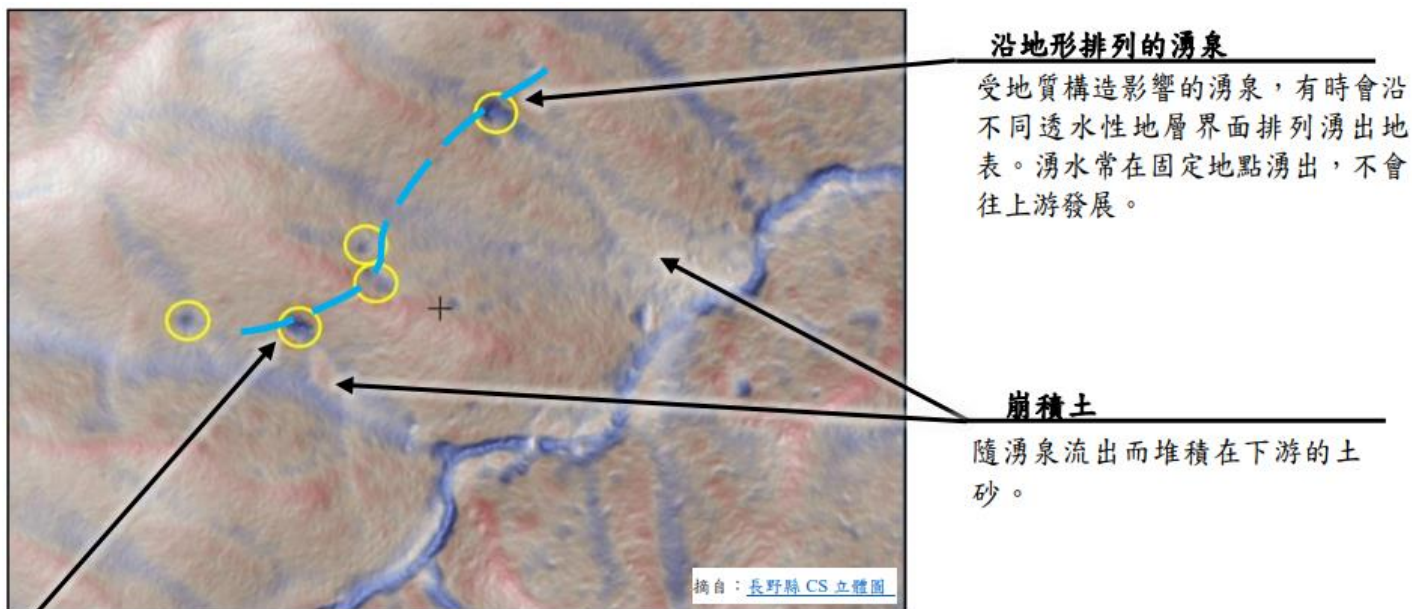 沿地形排列的湧泉
受地質構造影響的湧泉，有時會沿
不同透水性地層界面排列湧出地
表。湧水常在固定地點湧出，不會
往上游發展。
崩積土
隨湧泉流出而堆積在下游的土
砂。
摘自：長野縣 CS 立體圖